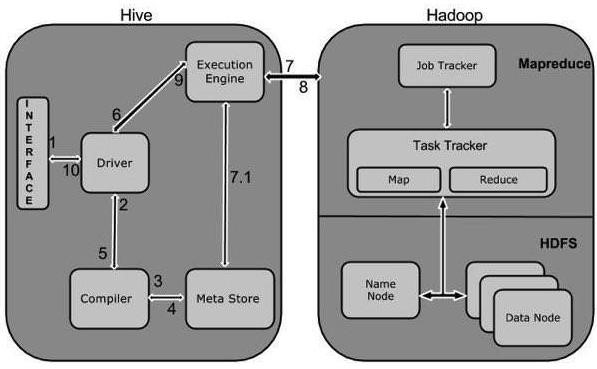 Hive
Hadoop
Execution
Engine
7
8
Job Tracker
Mapreduce
9
6
INTERFACE
1
10
Driver
2
7.1
Task Tracker
Map
Reduce
5
Compiler
3
4
Meta Store
HDFS
Name
Node
Data Node